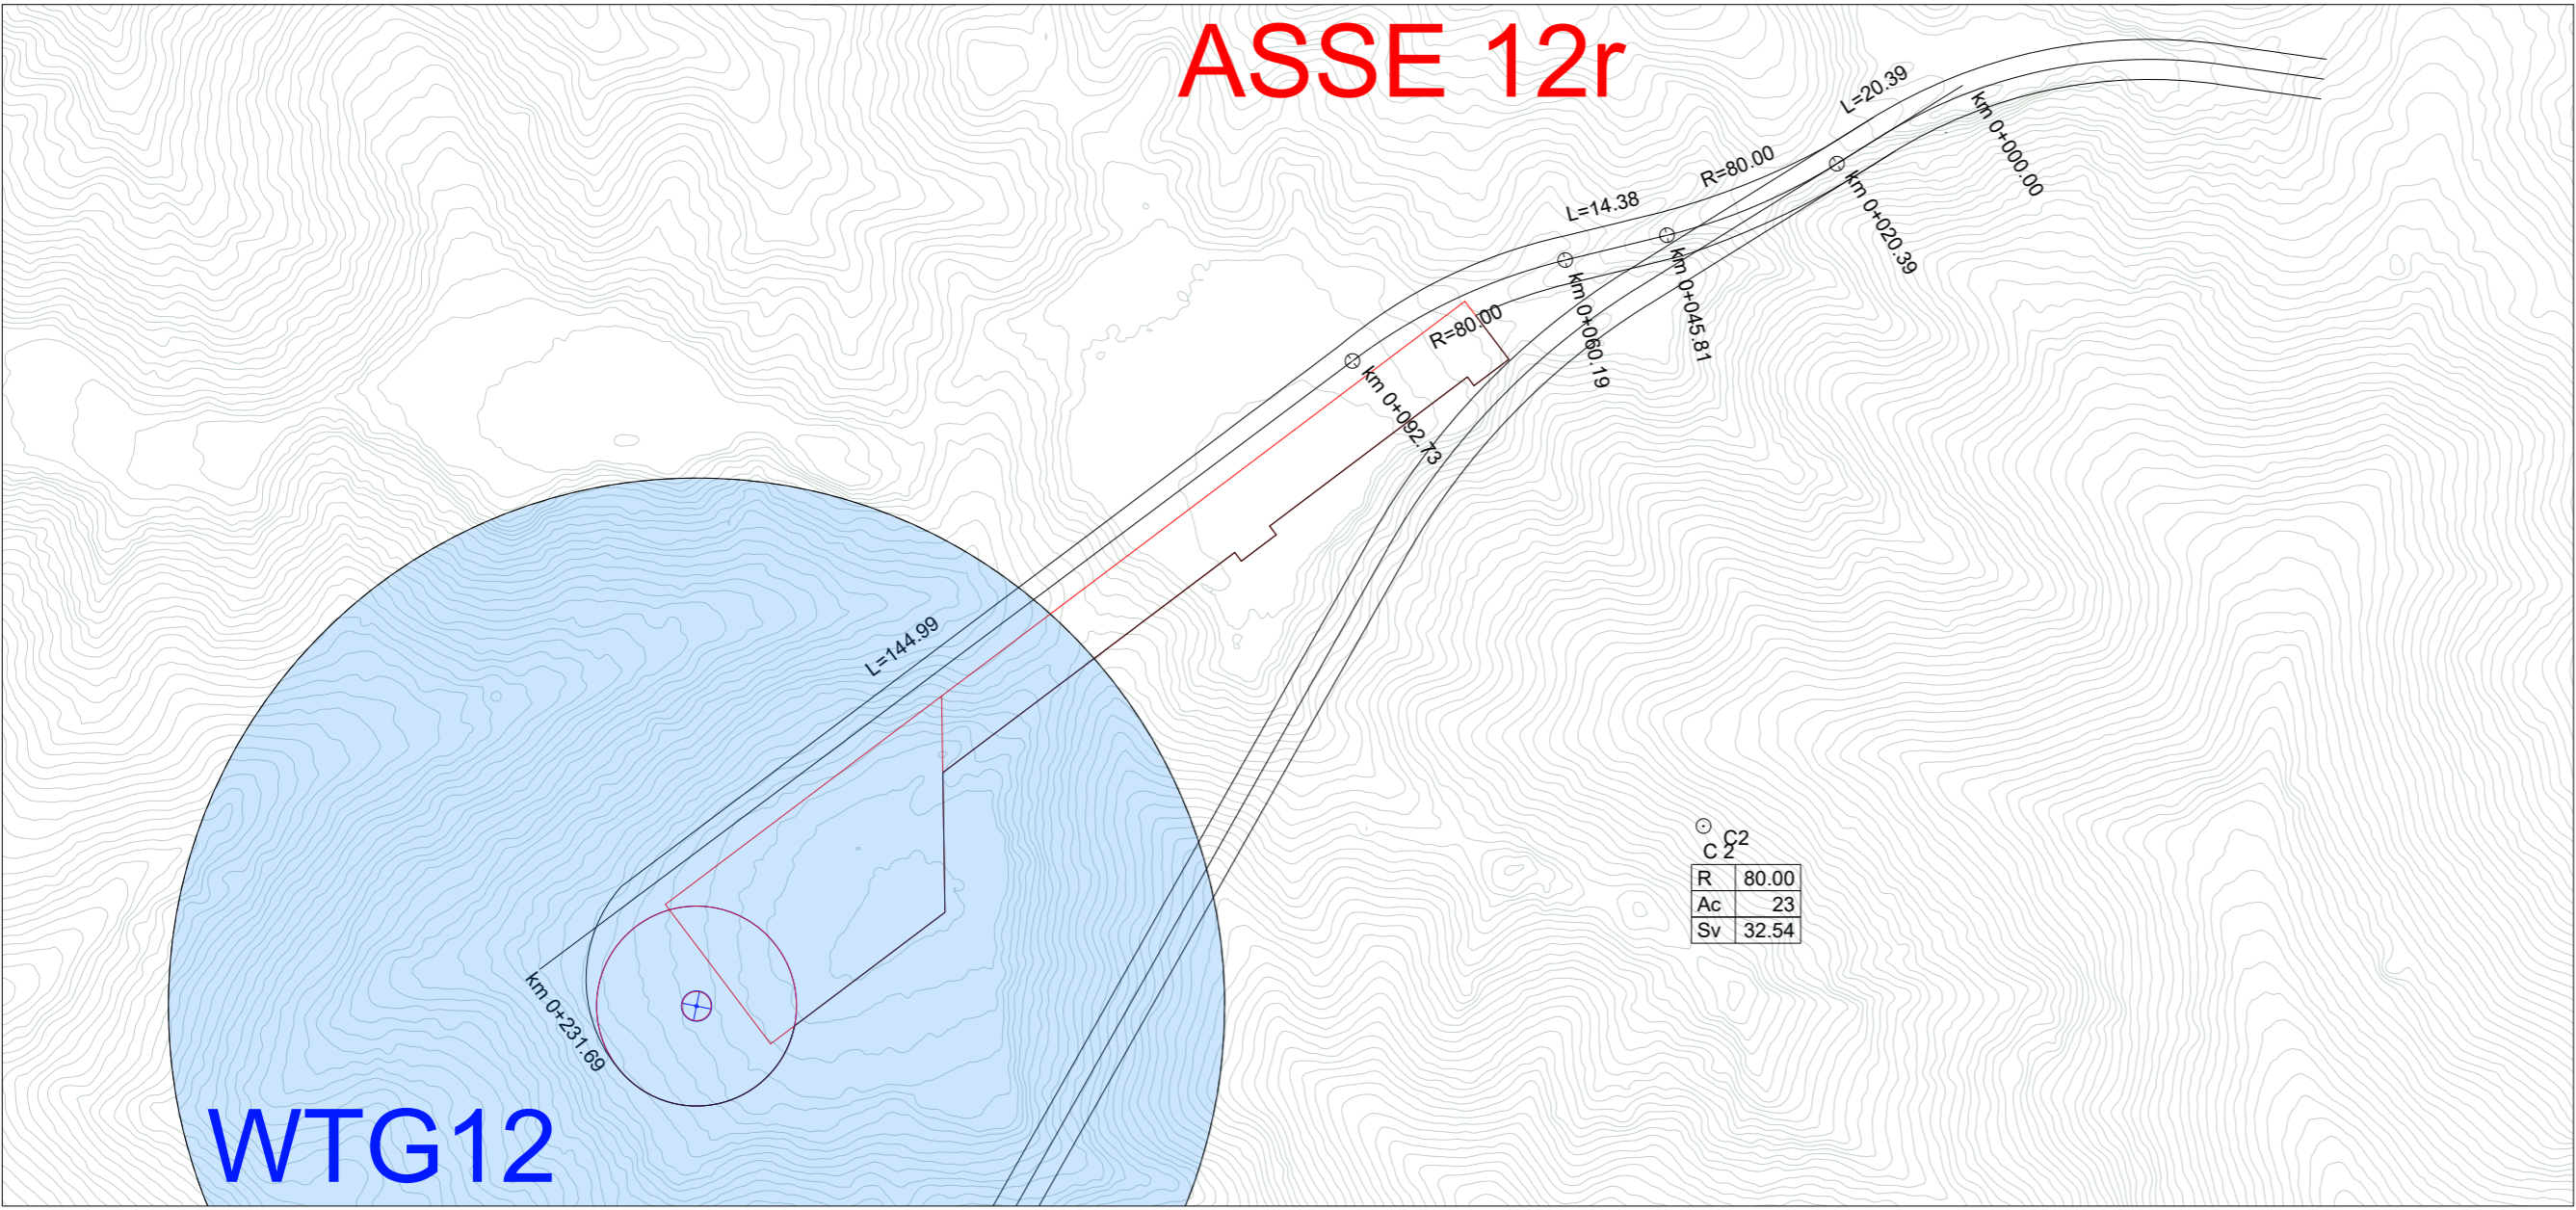 ASSE 12r
L=20.39
km 0+000.00
R=80.00
km 0+020.39
L=14.38
km 0+045.81
km 0+060.19
R=80.00
km 0+092.73
L=144.99
km 0+231.69
WTG12
C2
C 2
R 80.00
Ac 23
Sv 32.54